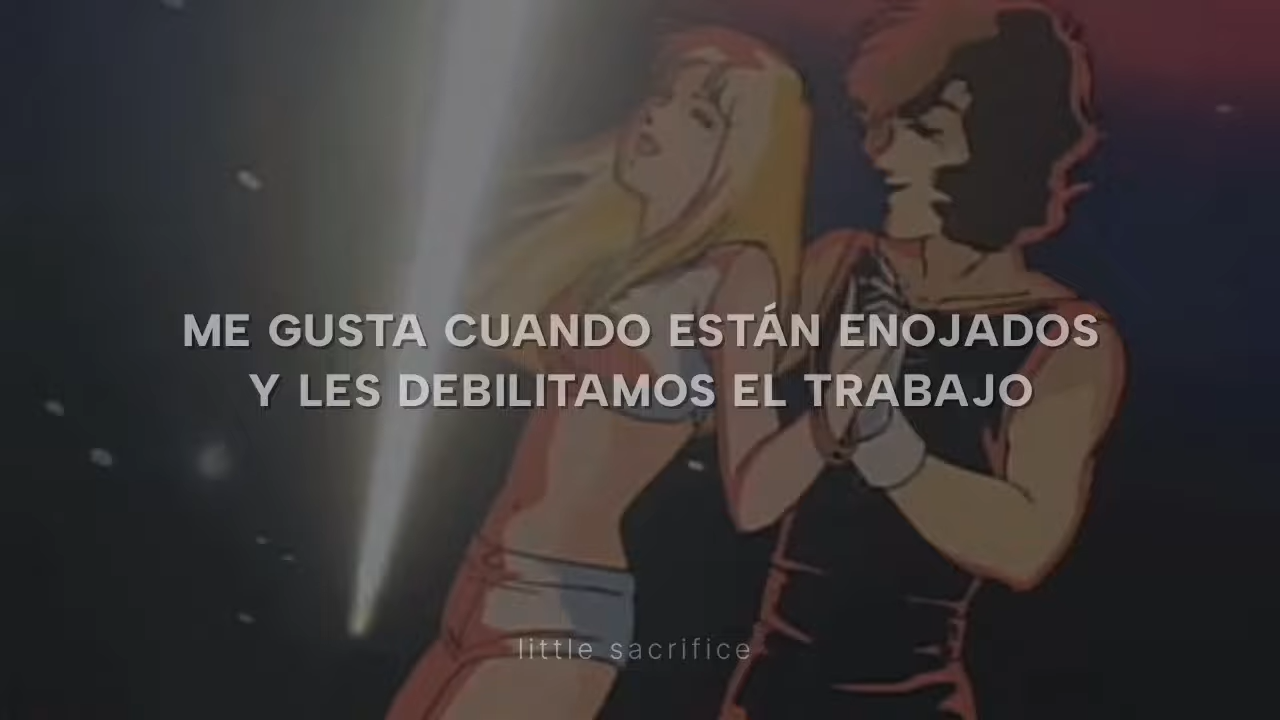 ME GUSTA CUANDO ESTÁN ENOJADOS
Y LES DEBILITAMOS EL TRABAJO
little sacrifice